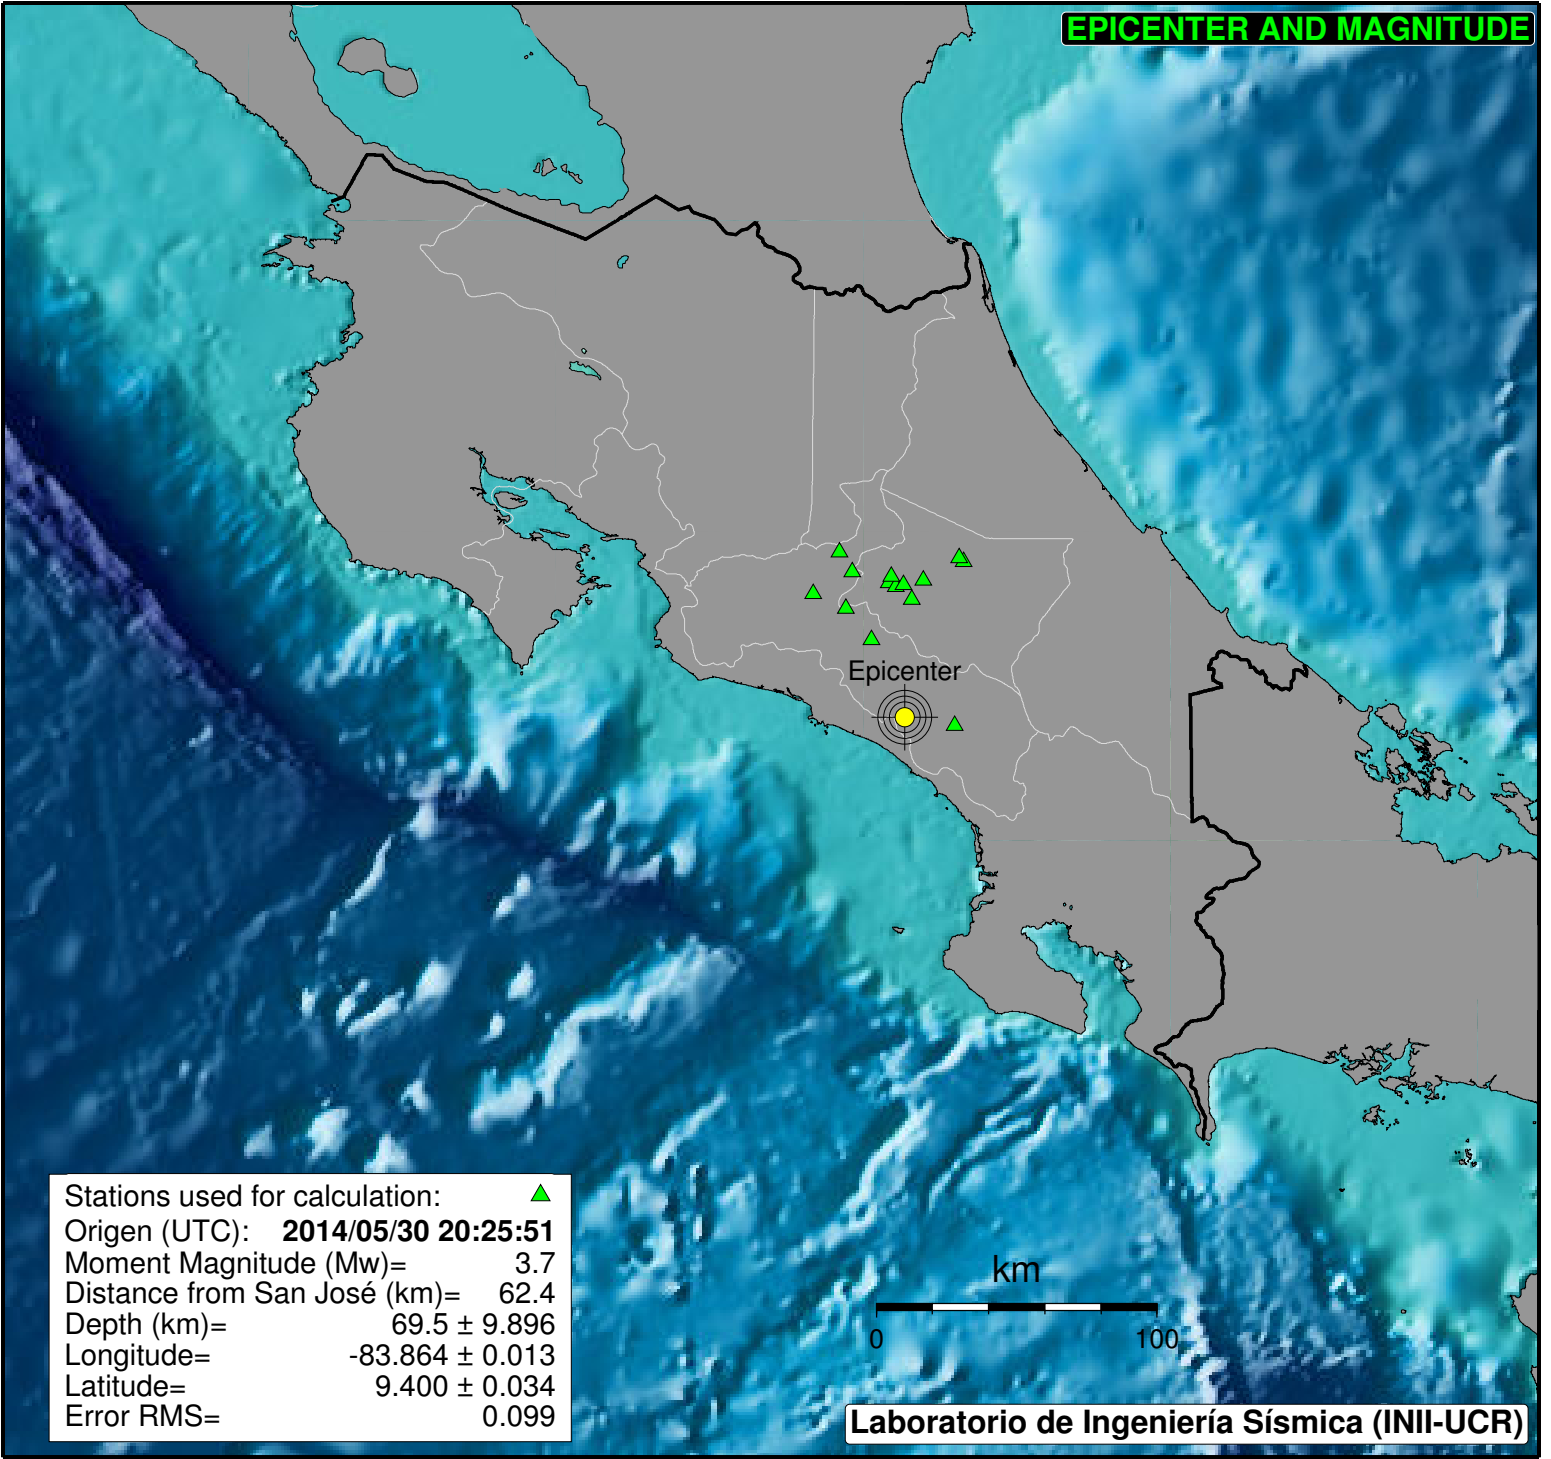 EPICENTER AND MAGNITUDE
Epicenter
Stations used for calculation:
Origen (UTC): 2014/05/30 20:25:51
Moment Magnitude (Mw)= 3.7
Distance from San José (km)= 62.4
Depth (km)= 69.5 ± 9.896
Longitude= -83.864 ± 0.013
Latitude= 9.400 ± 0.034
Error RMS= 0.099
km
0 100
Laboratorio de Ingeniería Sísmica (INII-UCR)